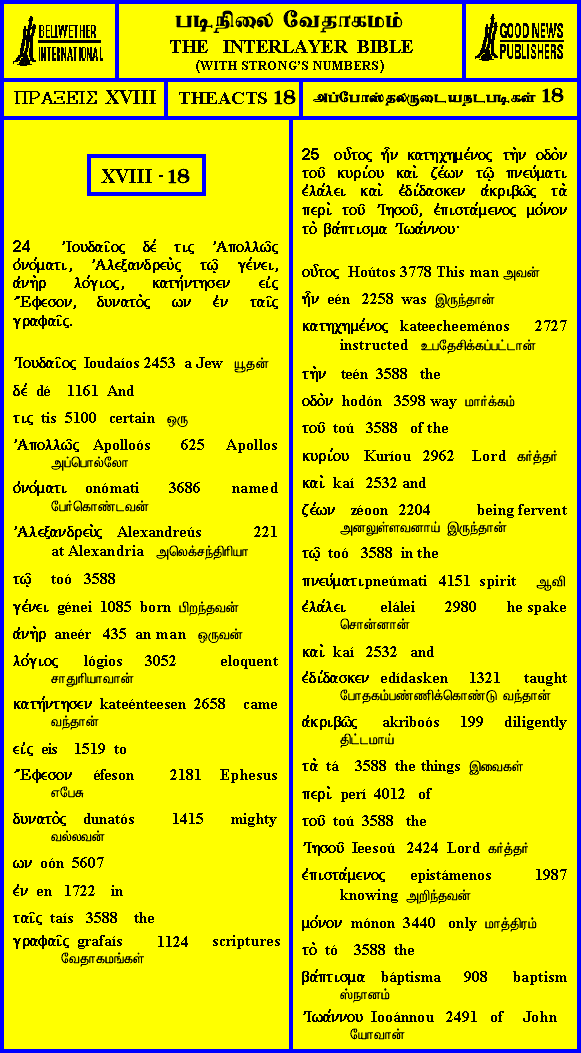 BELLWETHER
INTERNATIONAL
படிநிலை வேதாகமம்
THE INTERLAYER BIBLE
(WITH STRONG'S NUMBERS)
GOOD NEWS
PUBLISHERS
ΠΡΑΞΕΙΣ XVIII
THEACTS 18
அப்போஸ்தலருடையநடபடிகள் 18
XVIII - 18
24 Ἰουδαῖος δέ τις Ἀπολλῶς
ὀνόματι, Ἀλεξανδρεὺς τῷ γένει,
ἀνὴρ λόγιος, κατήντησεν εἰς
Ἔφεσον, δυνατὸς ων ἐν ταῖς
γραφαῖς.
Ἰουδαῖος Ioudaíos 2453 a Jew யூதன்
δέ dé 1161 And
τις tis 5100 certain ஒரு
Ἀπολλῶς Apolloós 625 Apollos
அப்பொல்லோ
ὀνόματι onómati 3686 named
பேர்கொண்டவன்
Ἀλεξανδρεὺς Alexandreús 221
at Alexandria அலெக்சந்திரியா
τῷ toó 3588
γένει génei 1085 born பிறந்தவன்
ἀνὴρ aneér 435 an man ஒருவன்
λόγιος lógios 3052 eloquent
சாதுரியாவான்
κατήντησεν kateénteesen 2658 came
வந்தான்
εἰς eis 1519 to
Ἔφεσον éfeson 2181 Ephesus
எபேசு
δυνατὸς dunatós 1415 mighty
வல்லவன்
ων oón 5607
ἐν en 1722 in
ταῖς taís 3588 the
γραφαῖς grafaís 1124 scriptures
வேதாகமங்கள்
25 οὗτος ἦν κατηχημένος τὴν ὁδὸν
τοῦ κυρίου καὶ ζέων τῷ πνεύματι
ἐλάλει καὶ ἐδίδασκεν ἀκριβῶς τὰ
περὶ τοῦ Ἰησοῦ, ἐπιστάμενος μόνον
τὸ βάπτισμα Ἰωάννου·
οὗτος Hoútos 3778 This man அவன்
ἦν eén 2258 was இருந்தான்
κατηχημένος kateecheeménos 2727
instructed உபதேசிக்கப்பட்டான்
τὴν teén 3588 the
οδὸν hodón 3598 way மார்க்கம்
τοῦ toú 3588 of the
κυρίου Kuríou 2962 Lord கர்த்தர்
καὶ kaí 2532 and
ζέων zéoon 2204 being fervent
அனலுள்ளவனாய் இருந்தான்
τῷ toó 3588 in the
πνεύματιpneúmati 4151 spirit ஆவி
ἐλάλει elálei 2980 he spake
சொன்னான்
καὶ kaí 2532 and
ἐδίδασκεν edídasken 1321 taught
போதகம்பண்ணிக்கொண்டு வந்தான்
ἀκριβῶς akriboós 199 diligently
திட்டமாய்
τὰ tá 3588 the things இவைகள்
περὶ perí 4012 of
τοῦ toú 3588 the
Ἰησοῦ Ieesoú 2424 Lord கர்த்தர்
ἐπιστάμενος epistámenos 1987
knowing அறிந்தவன்
μόνον mónon 3440 only மாத்திரம்
τὸ tó 3588 the
βάπτισμα báptisma 908 baptism
ஸ்நானம்
Ἰωάννου Iooánnou 2491 of John
யோவான்